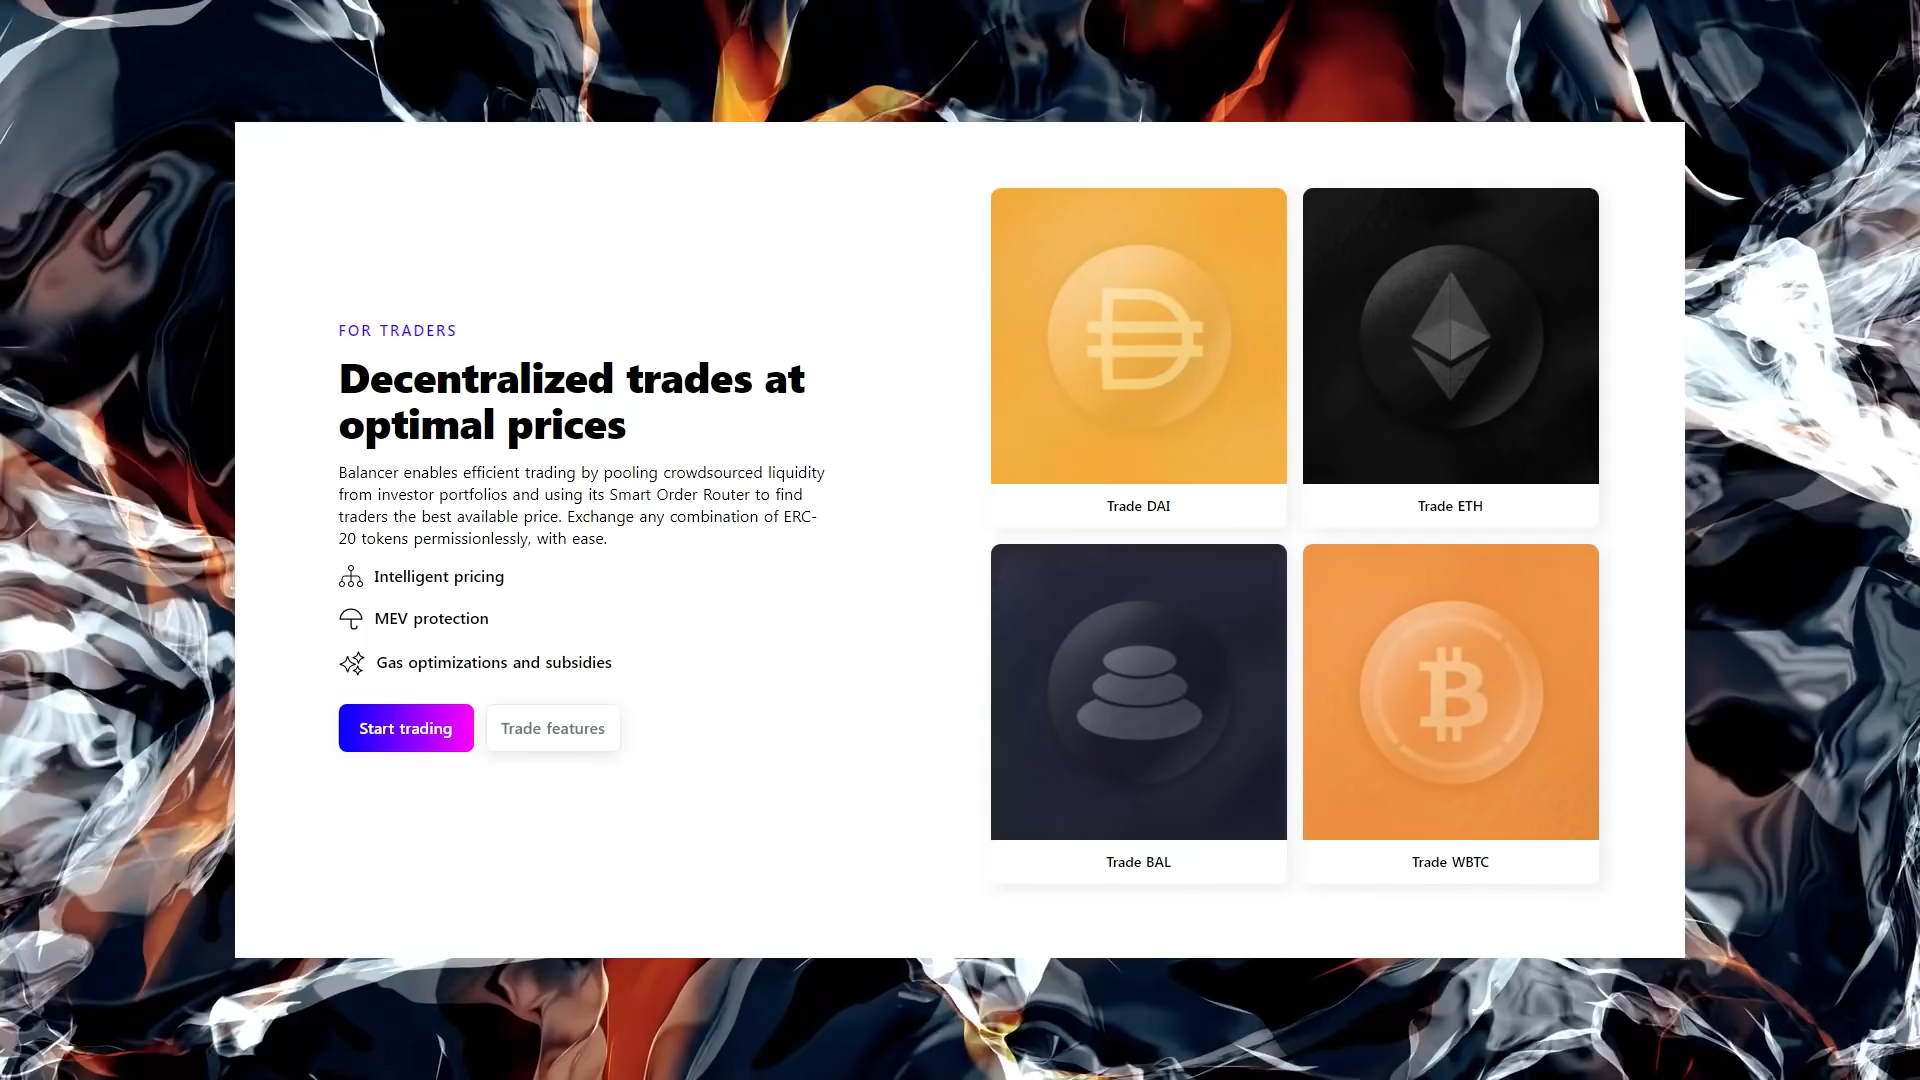 FOR TRADERS
Decentralized trades at
optimal prices
Balancer enables efficient trading by pooling crowdsourced liquidity
from investor portfolios and using its Smart Order Router to find
traders the best available price. Exchange any combination of ERC-
20 tokens permissionlessly, with ease.
Intelligent pricing
MEV protection
Gas optimizations and subsidies
Start trading
Trade features
Trade DAI
Trade ETH
Trade BAL
Trade WBTC